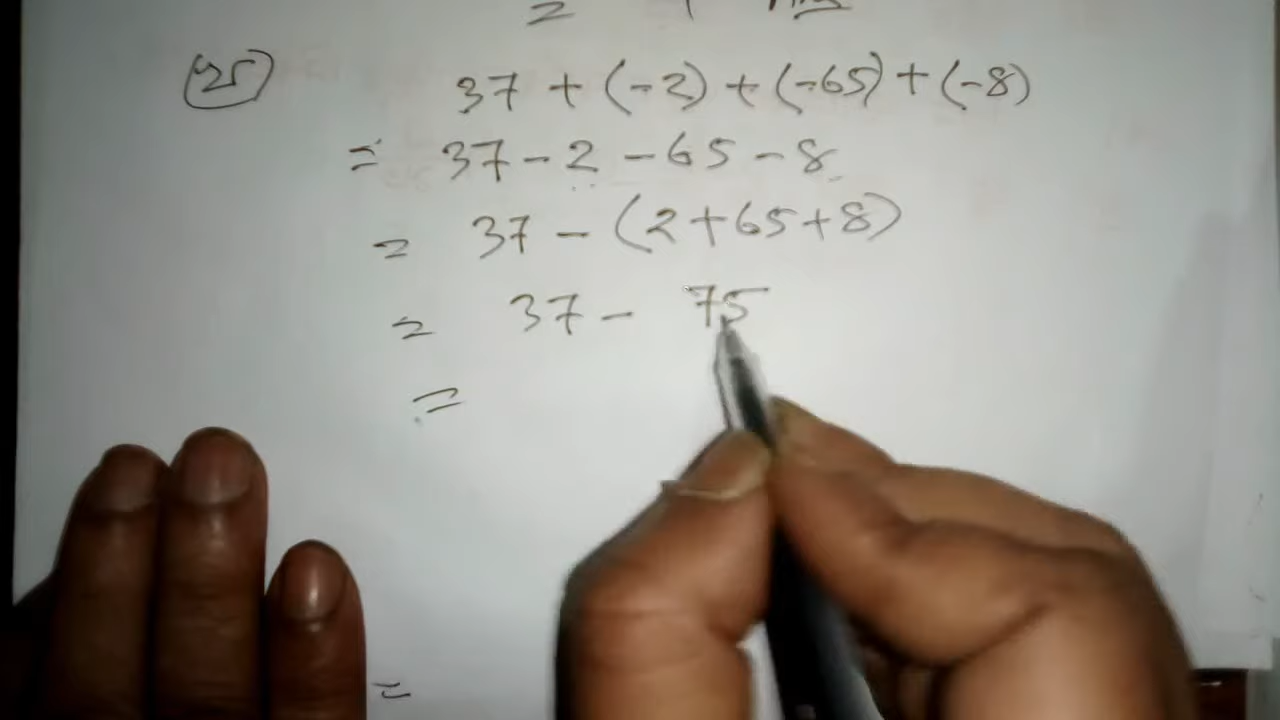 (25) 37 + (-2) + (-65) + (-8)
= 37 - 2 - 65 - 8
= 37 - (2 + 65 + 8)
= 37 - 75
=
=